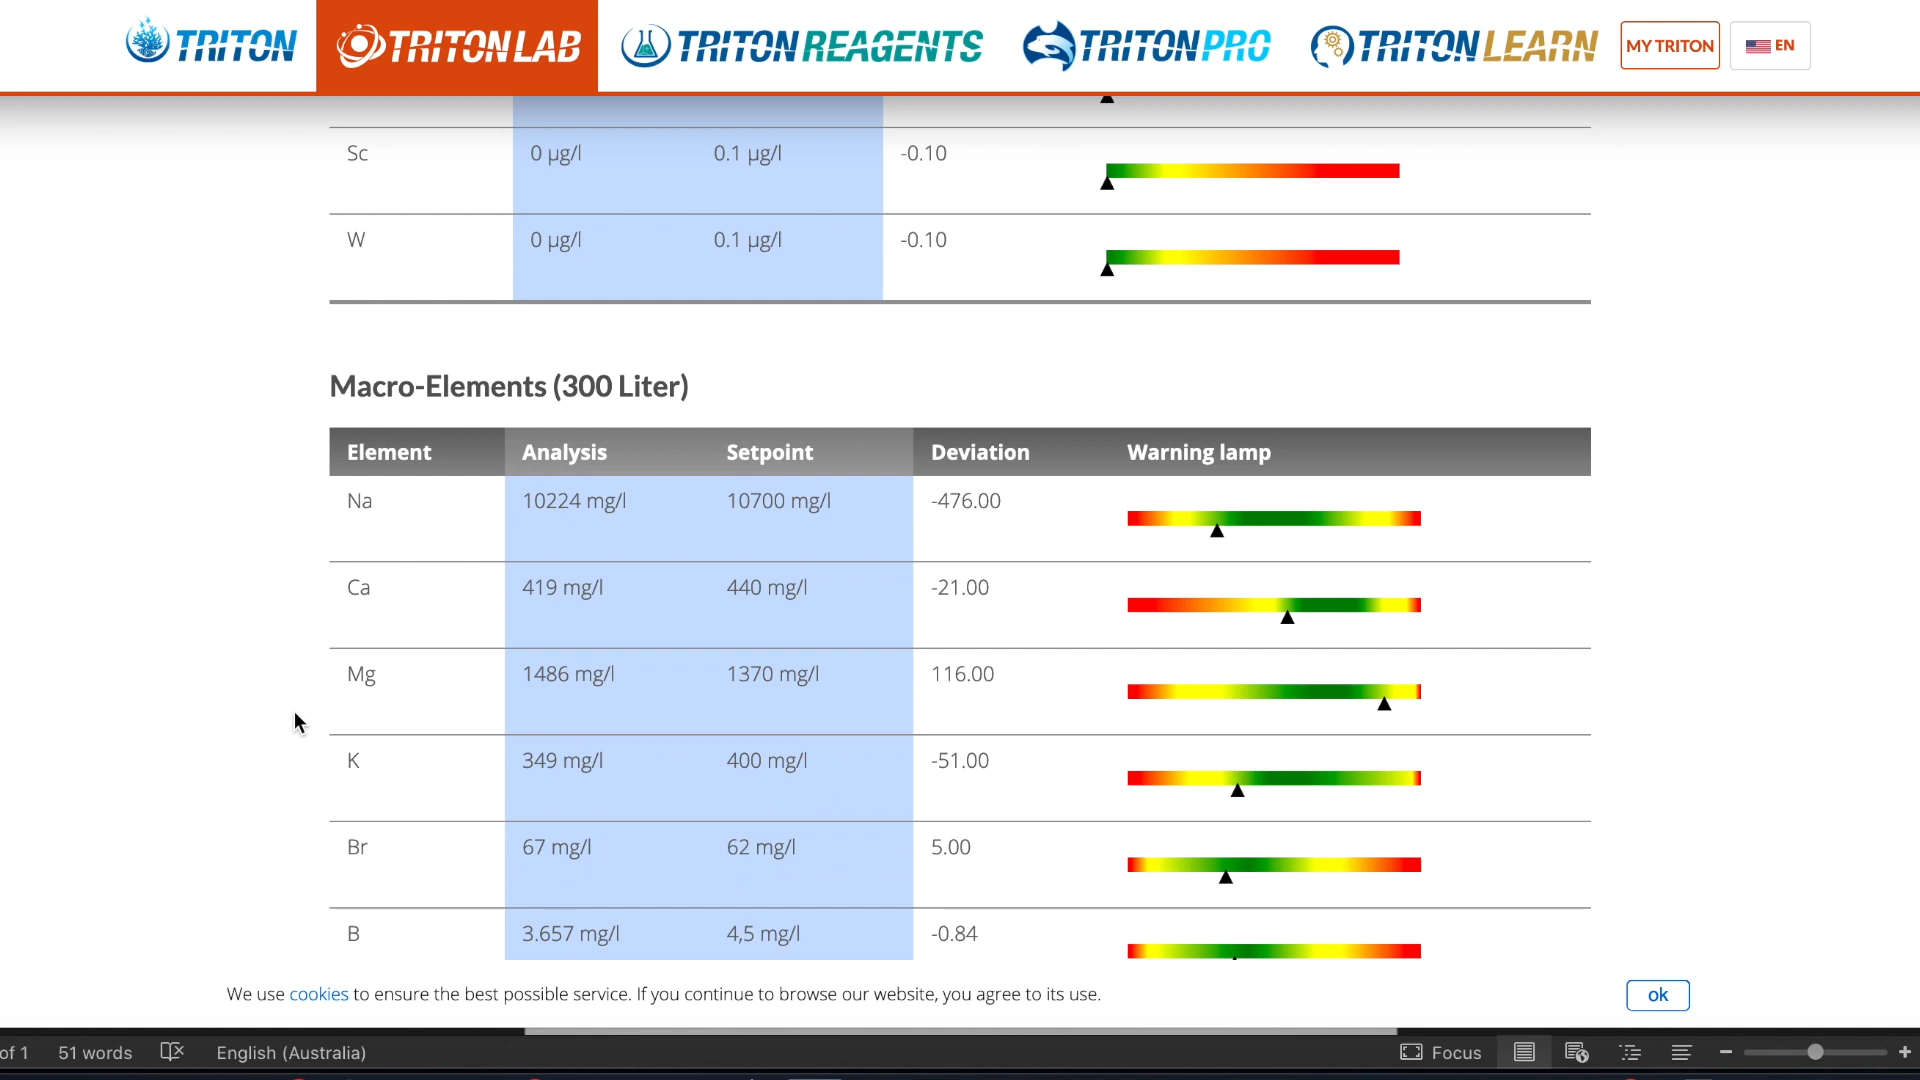 TRITON TRITON LAB TRITON REAGENTS TRITON PRO TRITON LEARN MY TRITON EN
Sc 0 µg/l 0.1 µg/l -0.10
W 0 µg/l 0.1 µg/l -0.10
Macro-Elements (300 Liter)
Element Analysis Setpoint Deviation Warning lamp
Na 10224 mg/l 10700 mg/l -476.00
Ca 419 mg/l 440 mg/l -21.00
Mg 1486 mg/l 1370 mg/l 116.00
K 349 mg/l 400 mg/l -51.00
Br 67 mg/l 62 mg/l 5.00
B 3.657 mg/l 4,5 mg/l -0.84
We use cookies to ensure the best possible service. If you continue to browse our website, you agree to its use. ok
of 1 51 words English (Australia) Focus